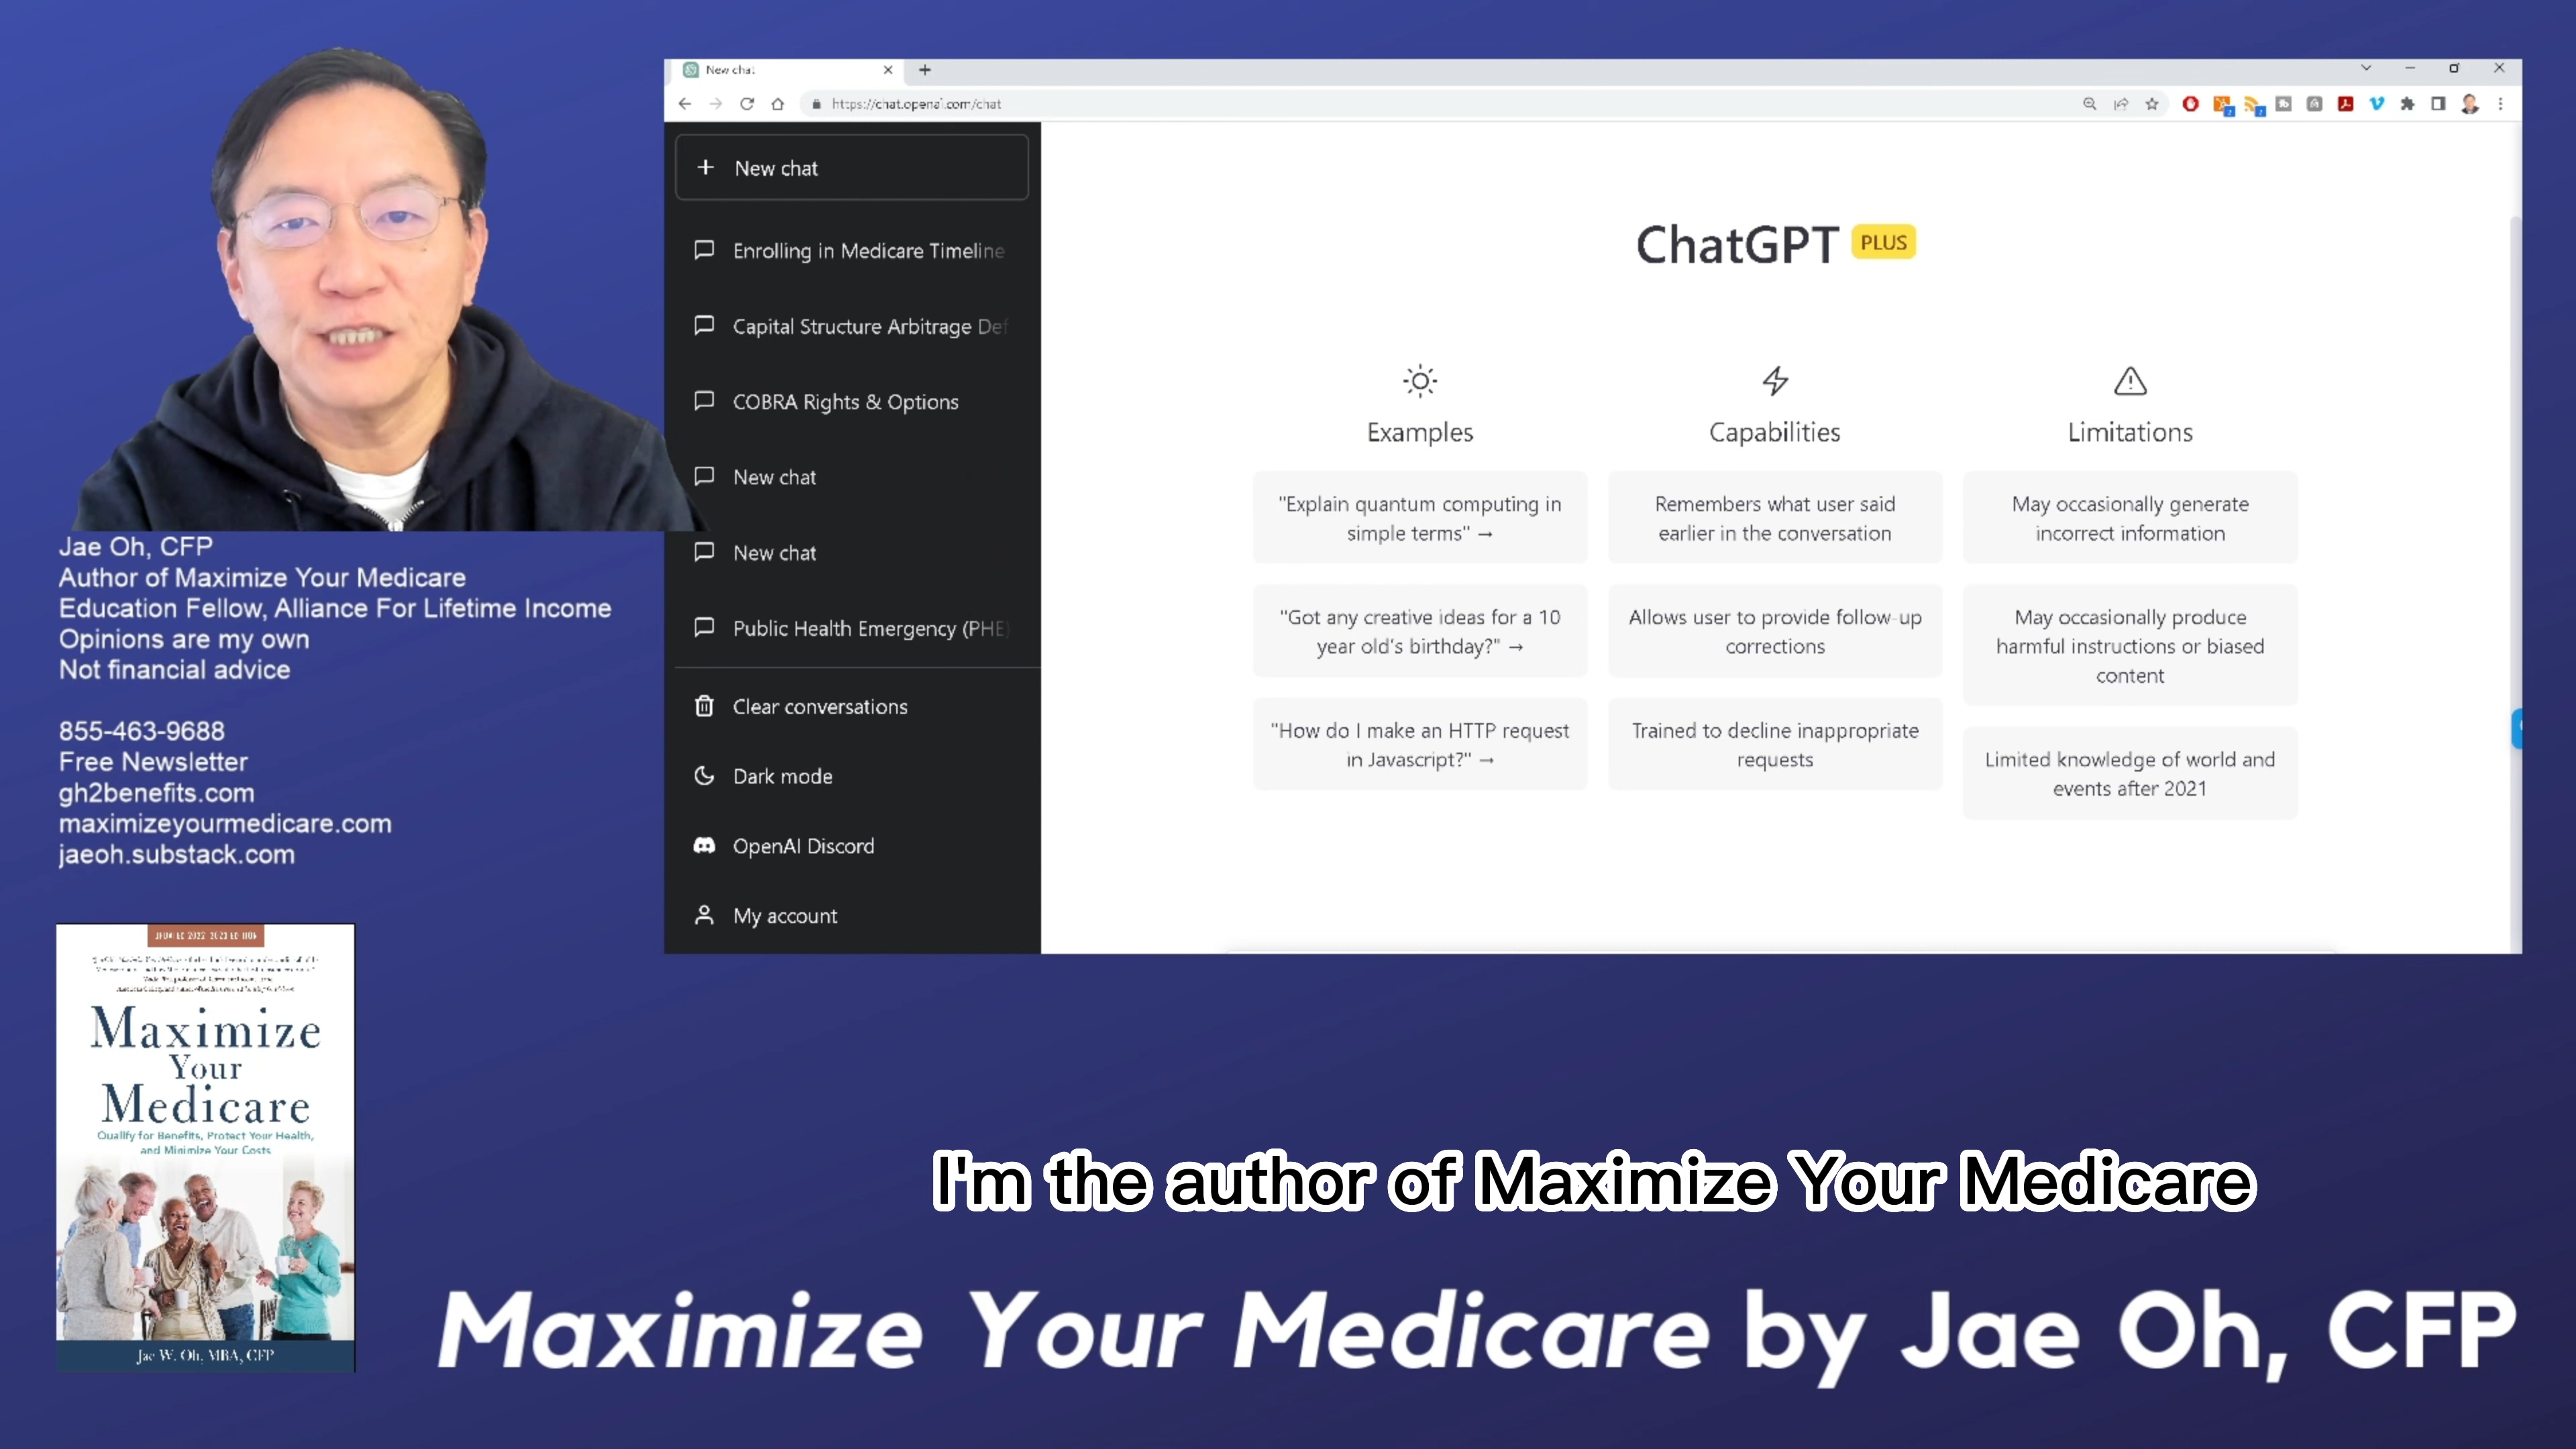 Jae Oh, CFP
Author of Maximize Your Medicare
Education Fellow, Alliance For Lifetime Income
Opinions are my own
Not financial advice
855-463-9688
Free Newsletter
gh2benefits.com
maximizeyourmedicare.com
jaeoh.substack.com
Maximize
Your
Medicare
Qualify for Benefits, Protect Your Health,
and Minimize Your Costs
Jae W. Oh, MBA, CFP
New chat
https://chat.openai.com/chat
New chat
Enrolling in Medicare Timeline
Capital Structure Arbitrage Def
COBRA Rights & Options
New chat
New chat
Public Health Emergency (PHE)
Clear conversations
Dark mode
OpenAI Discord
My account
ChatGPT PLUS
Examples
"Explain quantum computing in
simple terms" →
"Got any creative ideas for a 10
year old's birthday?" →
"How do I make an HTTP request
in Javascript?" →
Capabilities
Remembers what user said
earlier in the conversation
Allows user to provide follow-up
corrections
Trained to decline inappropriate
requests
Limitations
May occasionally generate
incorrect information
May occasionally produce
harmful instructions or biased
content
Limited knowledge of world and
events after 2021
I'm the author of Maximize Your Medicare
Maximize Your Medicare by Jae Oh, CFP